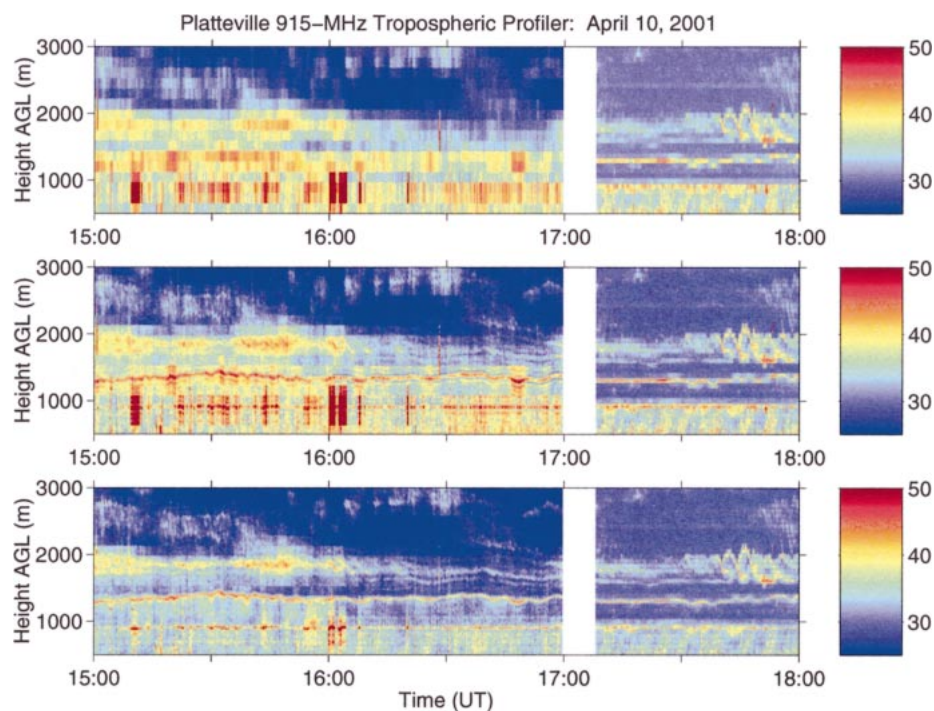 Platteville 915-MHz Tropospheric Profiler: April 10, 2001
Height AGL (m)
3000
2000
1000
15:00 16:00 17:00 18:00
50
40
30
Height AGL (m)
3000
2000
1000
15:00 16:00 17:00 18:00
50
40
30
Height AGL (m)
3000
2000
1000
15:00 16:00 17:00 18:00
50
40
30
Time (UT)